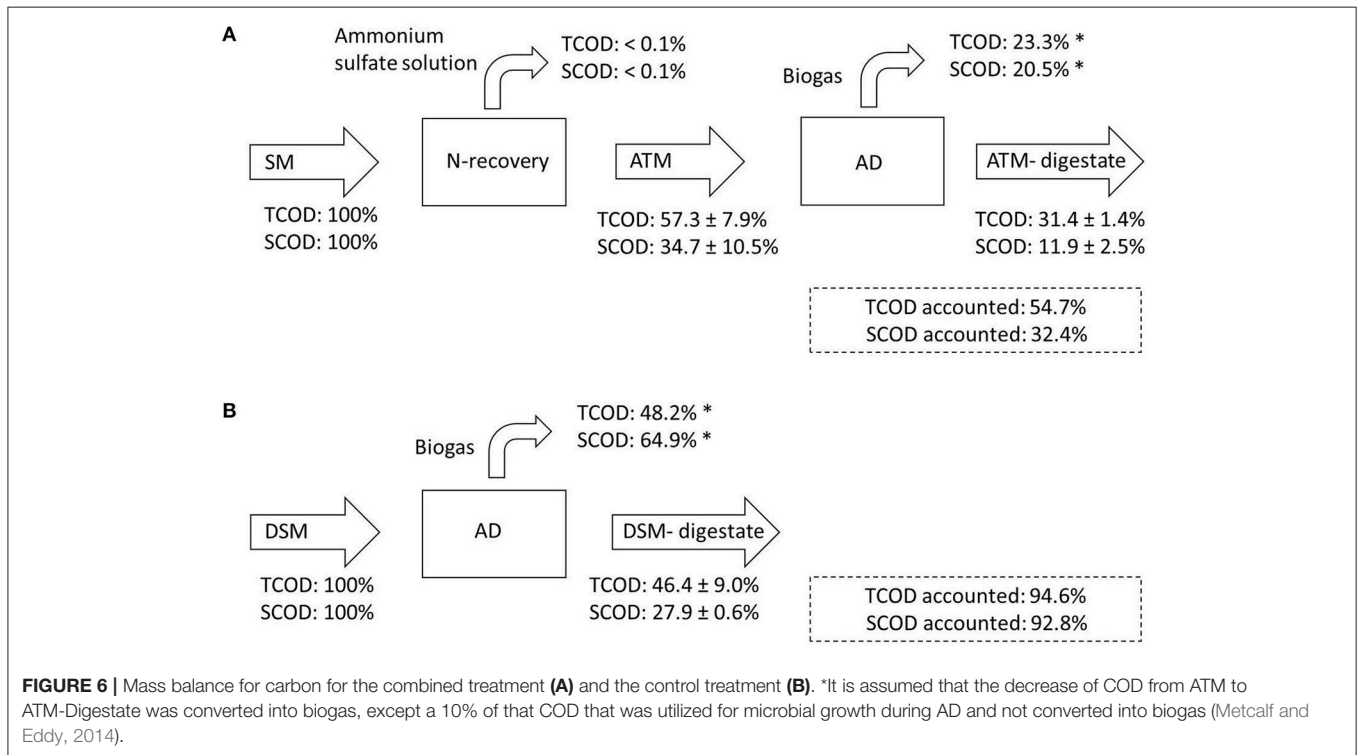 A
Ammonium
sulfate solution
TCOD: < 0.1%
SCOD: < 0.1%
Biogas
TCOD: 23.3% *
SCOD: 20.5% *
SM
N-recovery
ATM
AD
ATM- digestate
TCOD: 100%
SCOD: 100%
TCOD: 57.3 ± 7.9%
SCOD: 34.7 ± 10.5%
TCOD: 31.4 ± 1.4%
SCOD: 11.9 ± 2.5%
TCOD accounted: 54.7%
SCOD accounted: 32.4%
B
Biogas
TCOD: 48.2% *
SCOD: 64.9% *
DSM
AD
DSM- digestate
TCOD: 100%
SCOD: 100%
TCOD: 46.4 ± 9.0%
SCOD: 27.9 ± 0.6%
TCOD accounted: 94.6%
SCOD accounted: 92.8%
FIGURE 6 | Mass balance for carbon for the combined treatment (A) and the control treatment (B). *It is assumed that the decrease of COD from ATM to
ATM-Digestate was converted into biogas, except a 10% of that COD that was utilized for microbial growth during AD and not converted into biogas (Metcalf and
Eddy, 2014).